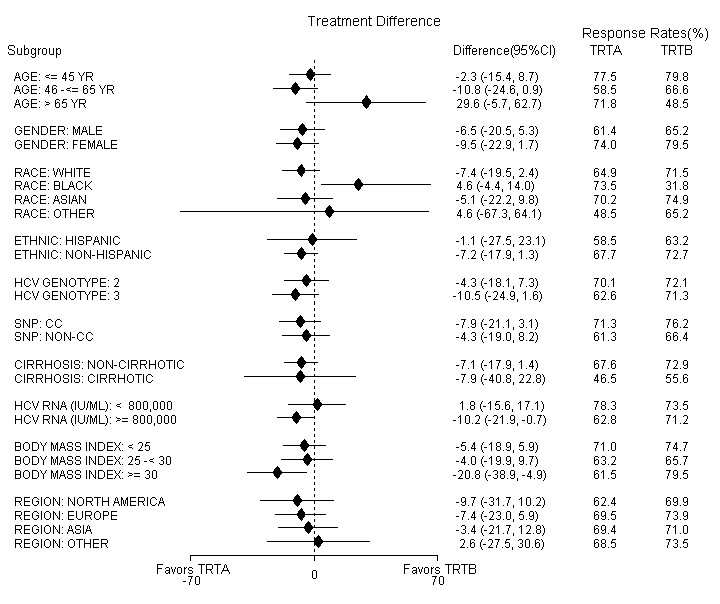 Treatment Difference
Response Rates(%)
Subgroup Difference(95%CI) TRTA TRTB
AGE: <= 45 YR -2.3 (-15.4, 8.7) 77.5 79.8
AGE: 46 -<= 65 YR -10.8 (-24.6, 0.9) 58.5 66.6
AGE: > 65 YR 29.6 (-5.7, 62.7) 71.8 48.5
GENDER: MALE -6.5 (-20.5, 5.3) 61.4 65.2
GENDER: FEMALE -9.5 (-22.9, 1.7) 74.0 79.5
RACE: WHITE -7.4 (-19.5, 2.4) 64.9 71.5
RACE: BLACK 4.6 (-4.4, 14.0) 73.5 31.8
RACE: ASIAN -5.1 (-22.2, 9.8) 70.2 74.9
RACE: OTHER 4.6 (-67.3, 64.1) 48.5 65.2
ETHNIC: HISPANIC -1.1 (-27.5, 23.1) 58.5 63.2
ETHNIC: NON-HISPANIC -7.2 (-17.9, 1.3) 67.7 72.7
HCV GENOTYPE: 2 -4.3 (-18.1, 7.3) 70.1 72.1
HCV GENOTYPE: 3 -10.5 (-24.9, 1.6) 62.6 71.3
SNP: CC -7.9 (-21.1, 3.1) 71.3 76.2
SNP: NON-CC -4.3 (-19.0, 8.2) 61.3 66.4
CIRRHOSIS: NON-CIRRHOTIC -7.1 (-17.9, 1.4) 67.6 72.9
CIRRHOSIS: CIRRHOTIC -7.9 (-40.8, 22.8) 46.5 55.6
HCV RNA (IU/ML): < 800,000 1.8 (-15.6, 17.1) 78.3 73.5
HCV RNA (IU/ML): >= 800,000 -10.2 (-21.9, -0.7) 62.8 71.2
BODY MASS INDEX: < 25 -5.4 (-18.9, 5.9) 71.0 74.7
BODY MASS INDEX: 25 -< 30 -4.0 (-19.9, 9.7) 63.2 65.7
BODY MASS INDEX: >= 30 -20.8 (-38.9, -4.9) 61.5 79.5
REGION: NORTH AMERICA -9.7 (-31.7, 10.2) 62.4 69.9
REGION: EUROPE -7.4 (-23.0, 5.9) 69.5 73.9
REGION: ASIA -3.4 (-21.7, 12.8) 69.4 71.0
REGION: OTHER 2.6 (-27.5, 30.6) 68.5 73.5
Favors TRTA Favors TRTB
-70 0 70